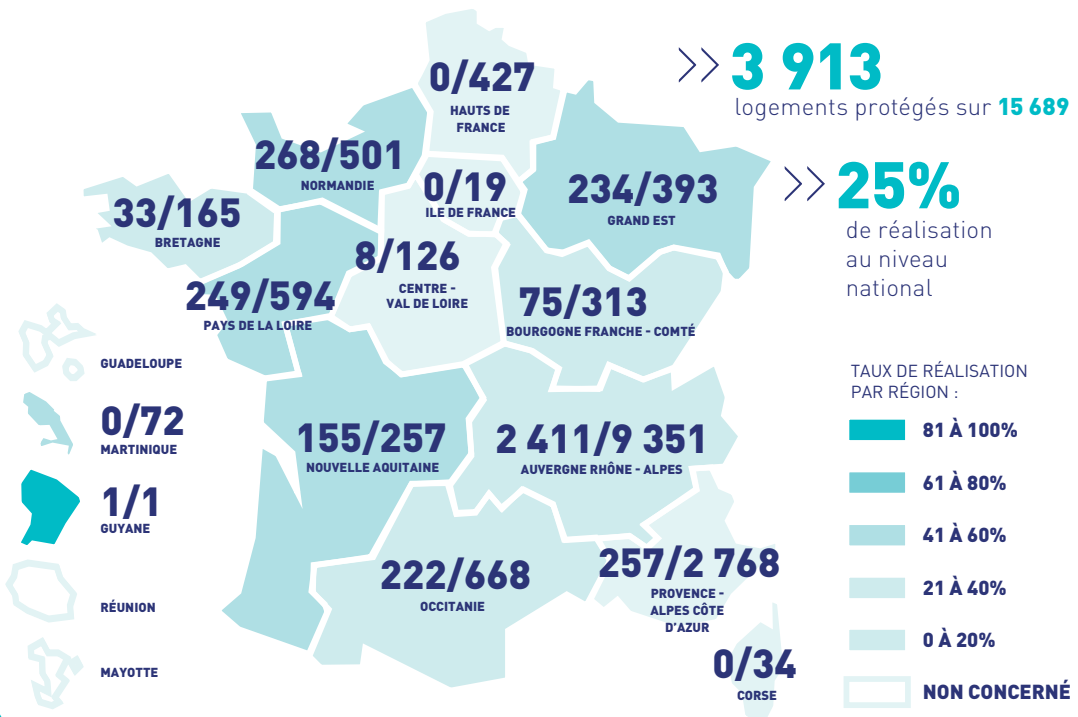 0/427
HAUTS DE
FRANCE
>> 3 913
logements protégés sur 15 689
268/501
NORMANDIE
0/19
ILE DE FRANCE
234/393
GRAND EST
>> 25%
de réalisation
au niveau
national
33/165
BRETAGNE
8/126
CENTRE -
VAL DE LOIRE
249/594
PAYS DE LA LOIRE
75/313
BOURGOGNE FRANCHE - COMTÉ
GUADELOUPE
0/72
MARTINIQUE
1/1
GUYANE
RÉUNION
MAYOTTE
155/257
NOUVELLE AQUITAINE
2 411/9 351
AUVERGNE RHÔNE - ALPES
222/668
OCCITANIE
257/2 768
PROVENCE -
ALPES CÔTE
D'AZUR
0/34
CORSE
TAUX DE RÉALISATION
PAR RÉGION :
81 À 100%
61 À 80%
41 À 60%
21 À 40%
0 À 20%
NON CONCERNÉ